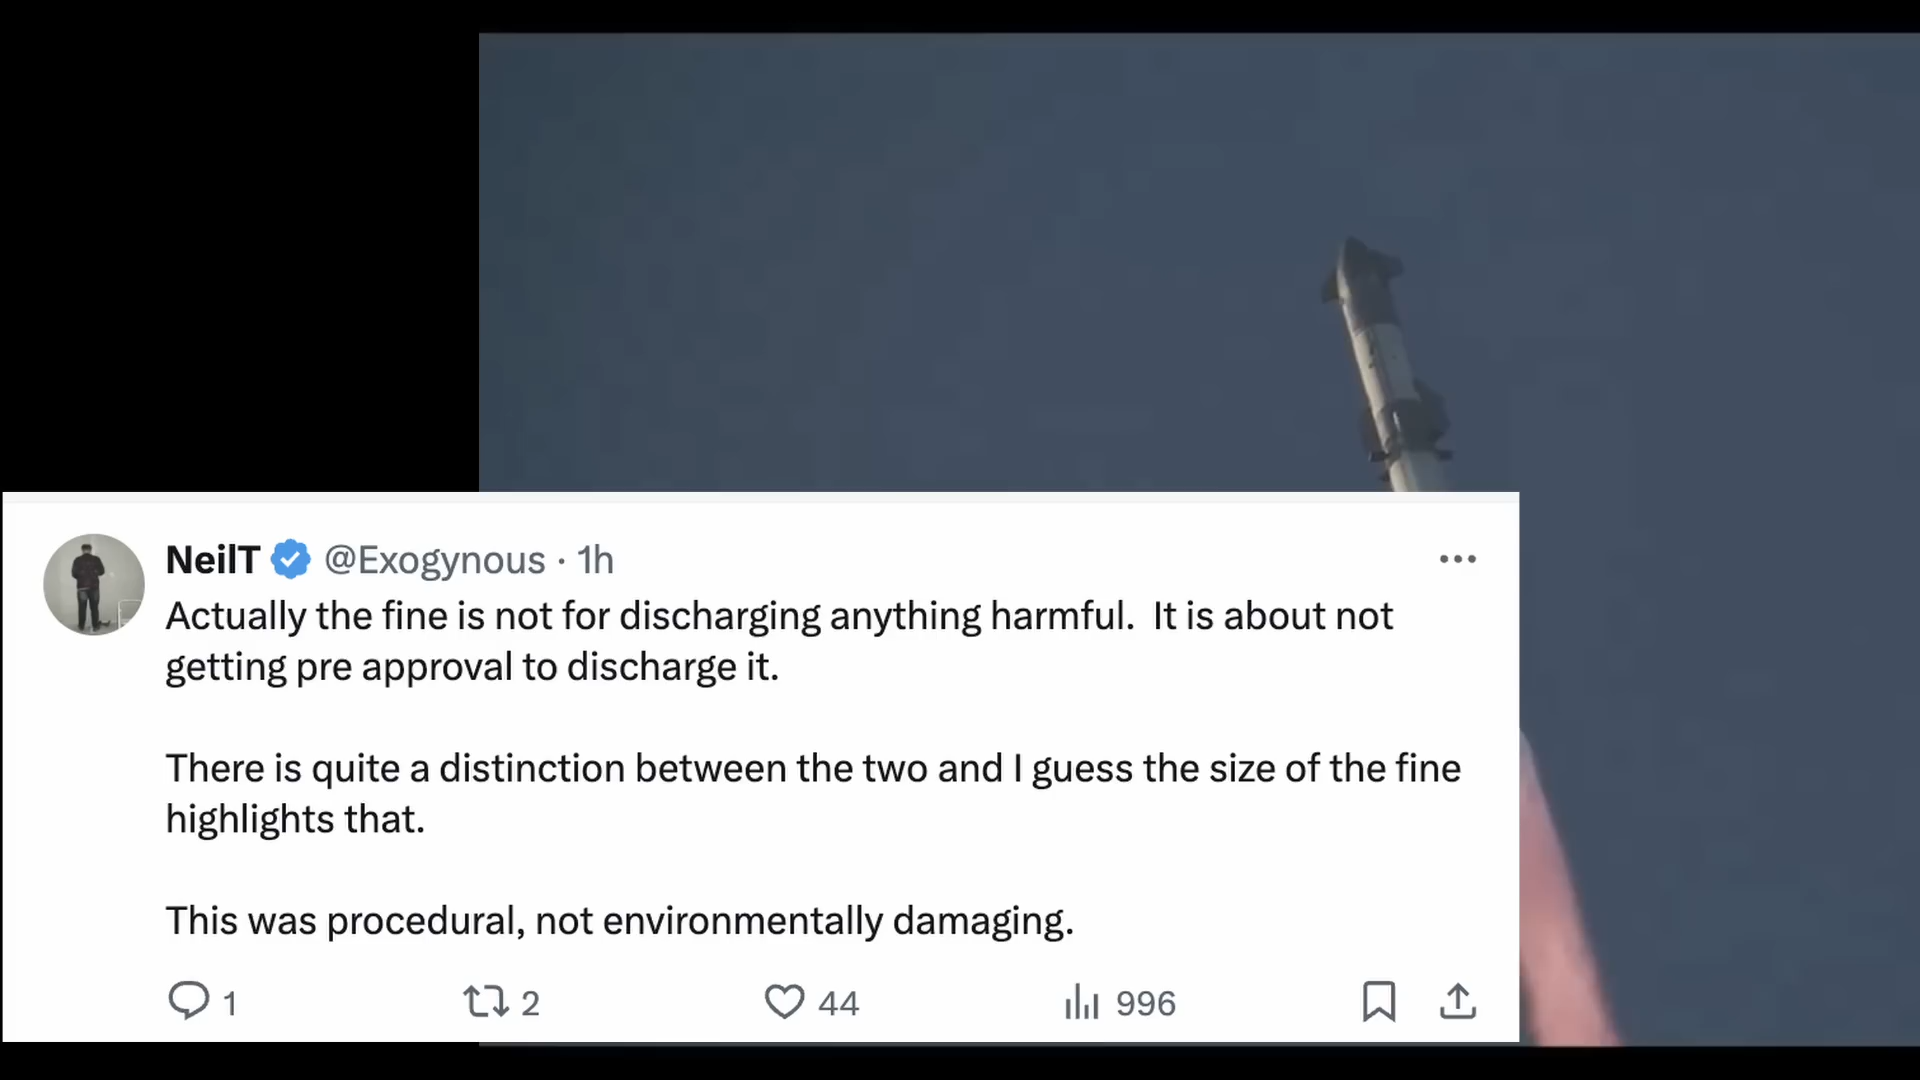 NeilT @Exogynous · 1h
Actually the fine is not for discharging anything harmful.  It is about not
getting pre approval to discharge it.
There is quite a distinction between the two and I guess the size of the fine
highlights that.
This was procedural, not environmentally damaging.
1 2 44 996